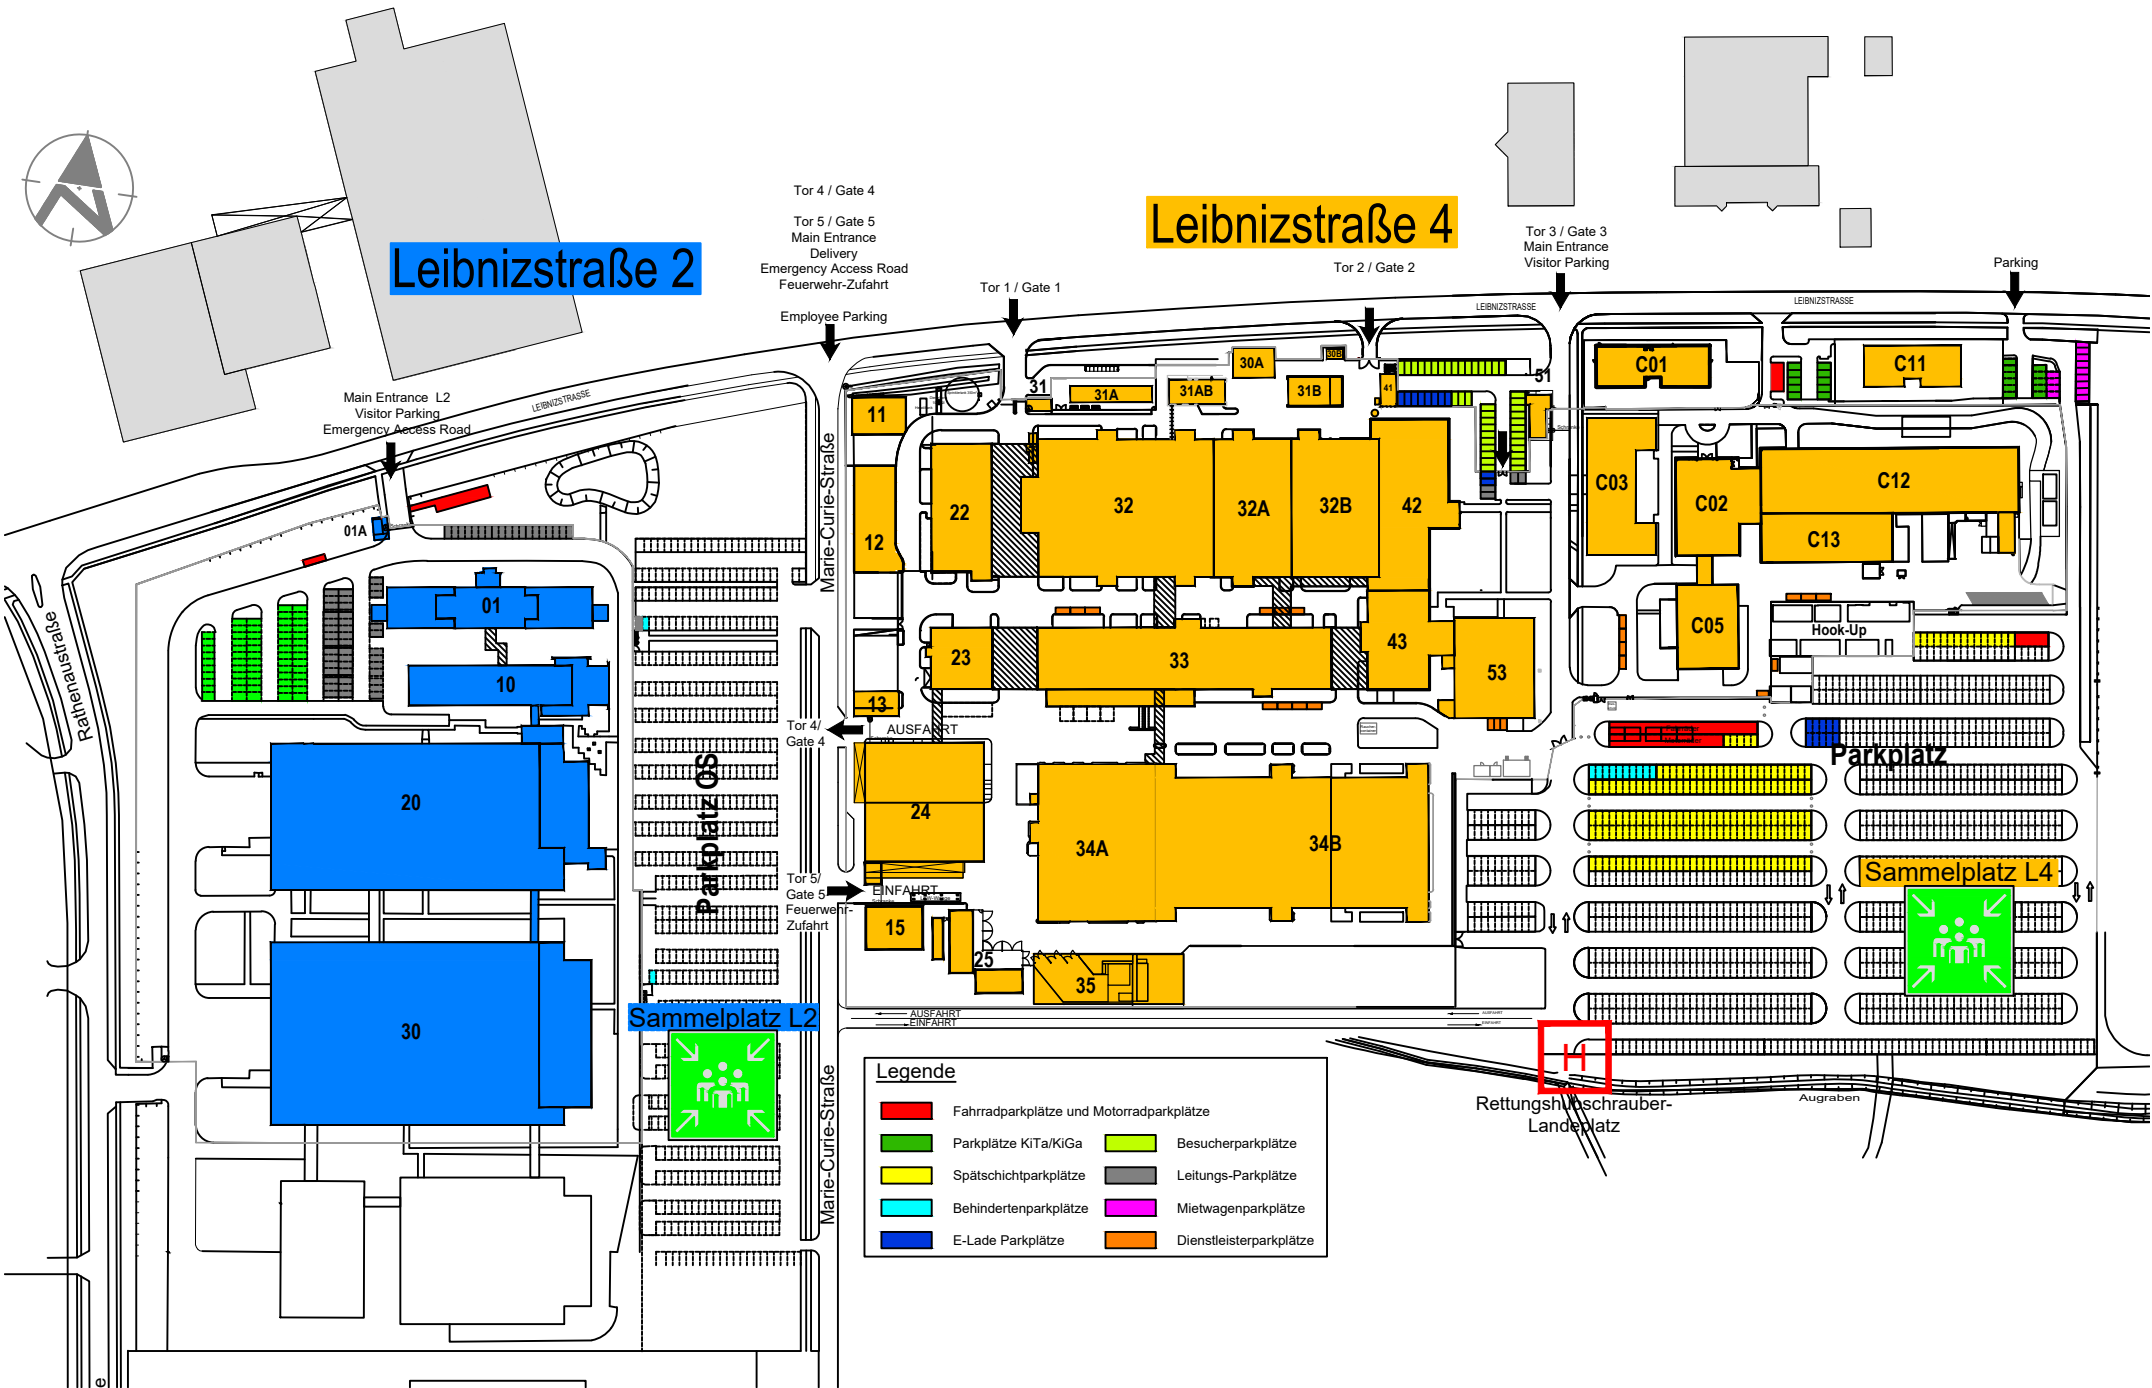 Tor 4 / Gate 4
Tor 5 / Gate 5
Main Entrance
Delivery
Emergency Access Road
Feuerwehr-Zufahrt
Employee Parking
Leibnizstraße 2
Leibnizstraße 4
Tor 1 / Gate 1
Tor 2 / Gate 2
Tor 3 / Gate 3
Main Entrance
Visitor Parking
Parking
LEIBNIZSTRASSE
LEIBNIZSTRASSE
LEIBNIZSTRASSE
Main Entrance L2
Visitor Parking
Emergency Access Road
Rathenaustraße
Marie-Curie-Straße
Marie-Curie-Straße
01A
01
10
20
30
Parkplatz OS
Sammelplatz L2
11
12
13
22
23
24
15
25
35
31
31A
31AB
30A
30B
31B
41
51
32
32A
32B
42
33
43
53
34A
34B
C01
C11
C03
C02
C12
C13
C05
Hook-Up
Parkplatz
Sammelplatz L4
Tor 4/
Gate 4
AUSFAHRT
Tor 5/
Gate 5
Feuerwehr-
Zufahrt
EINFAHRT
AUSFAHRT
EINFAHRT
AUSFAHRT
EINFAHRT
H
Rettungshubschrauber-
Landeplatz
Augraben
Legende
Fahrradparkplätze und Motorradparkplätze
Parkplätze KiTa/KiGa
Besucherparkplätze
Spätschichtparkplätze
Leitungs-Parkplätze
Behindertenparkplätze
Mietwagenparkplätze
E-Lade Parkplätze
Dienstleisterparkplätze